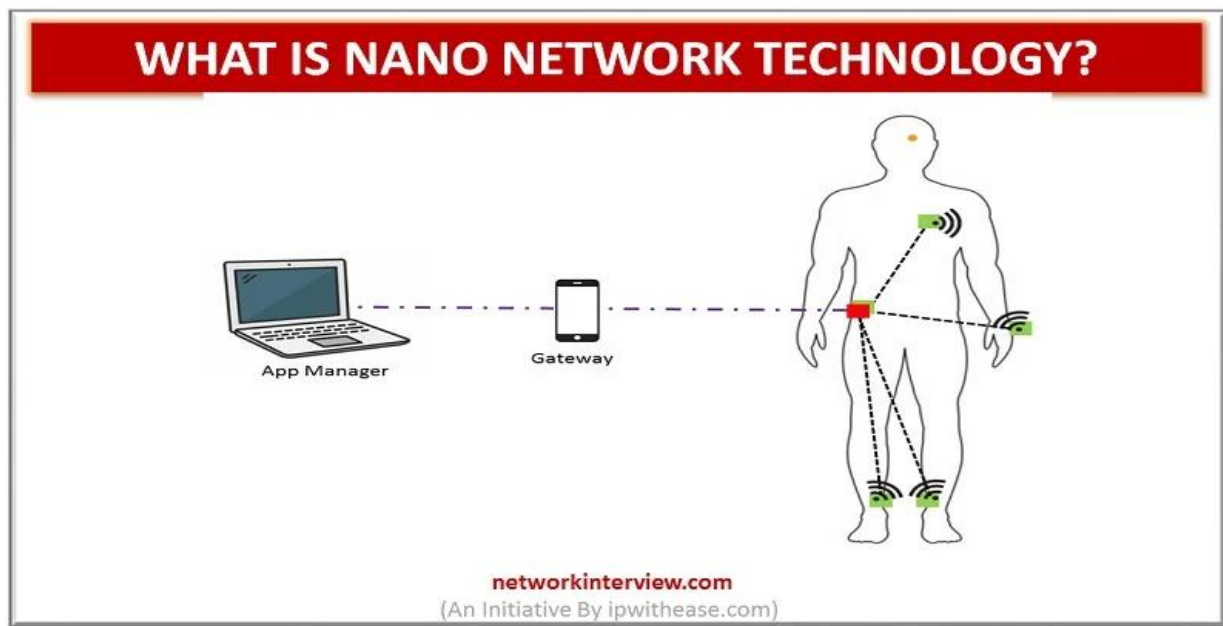 WHAT IS NANO NETWORK TECHNOLOGY?
App Manager
Gateway
networkinterview.com
(An Initiative By ipwithease.com)